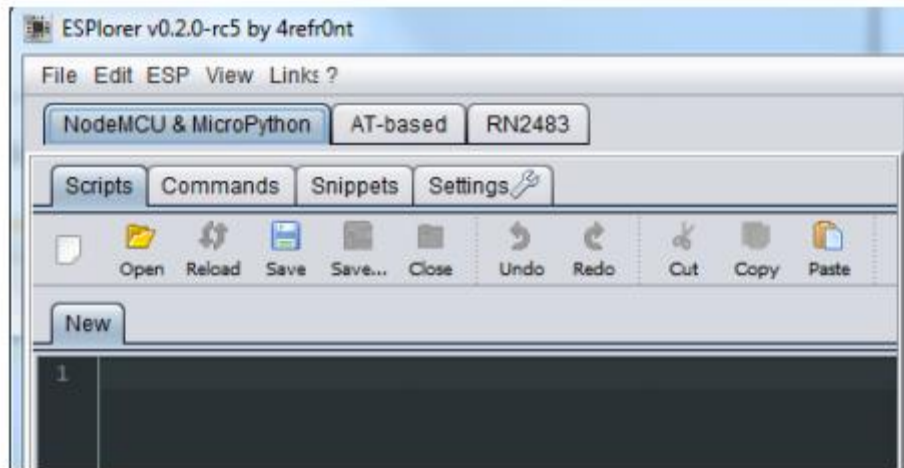 ESPlorer v0.2.0-rc5 by 4refr0nt
File Edit ESP View Links ?
NodeMCU & MicroPython AT-based RN2483
Scripts Commands Snippets Settings
Open Reload Save Save... Close Undo Redo Cut Copy Paste
New
1